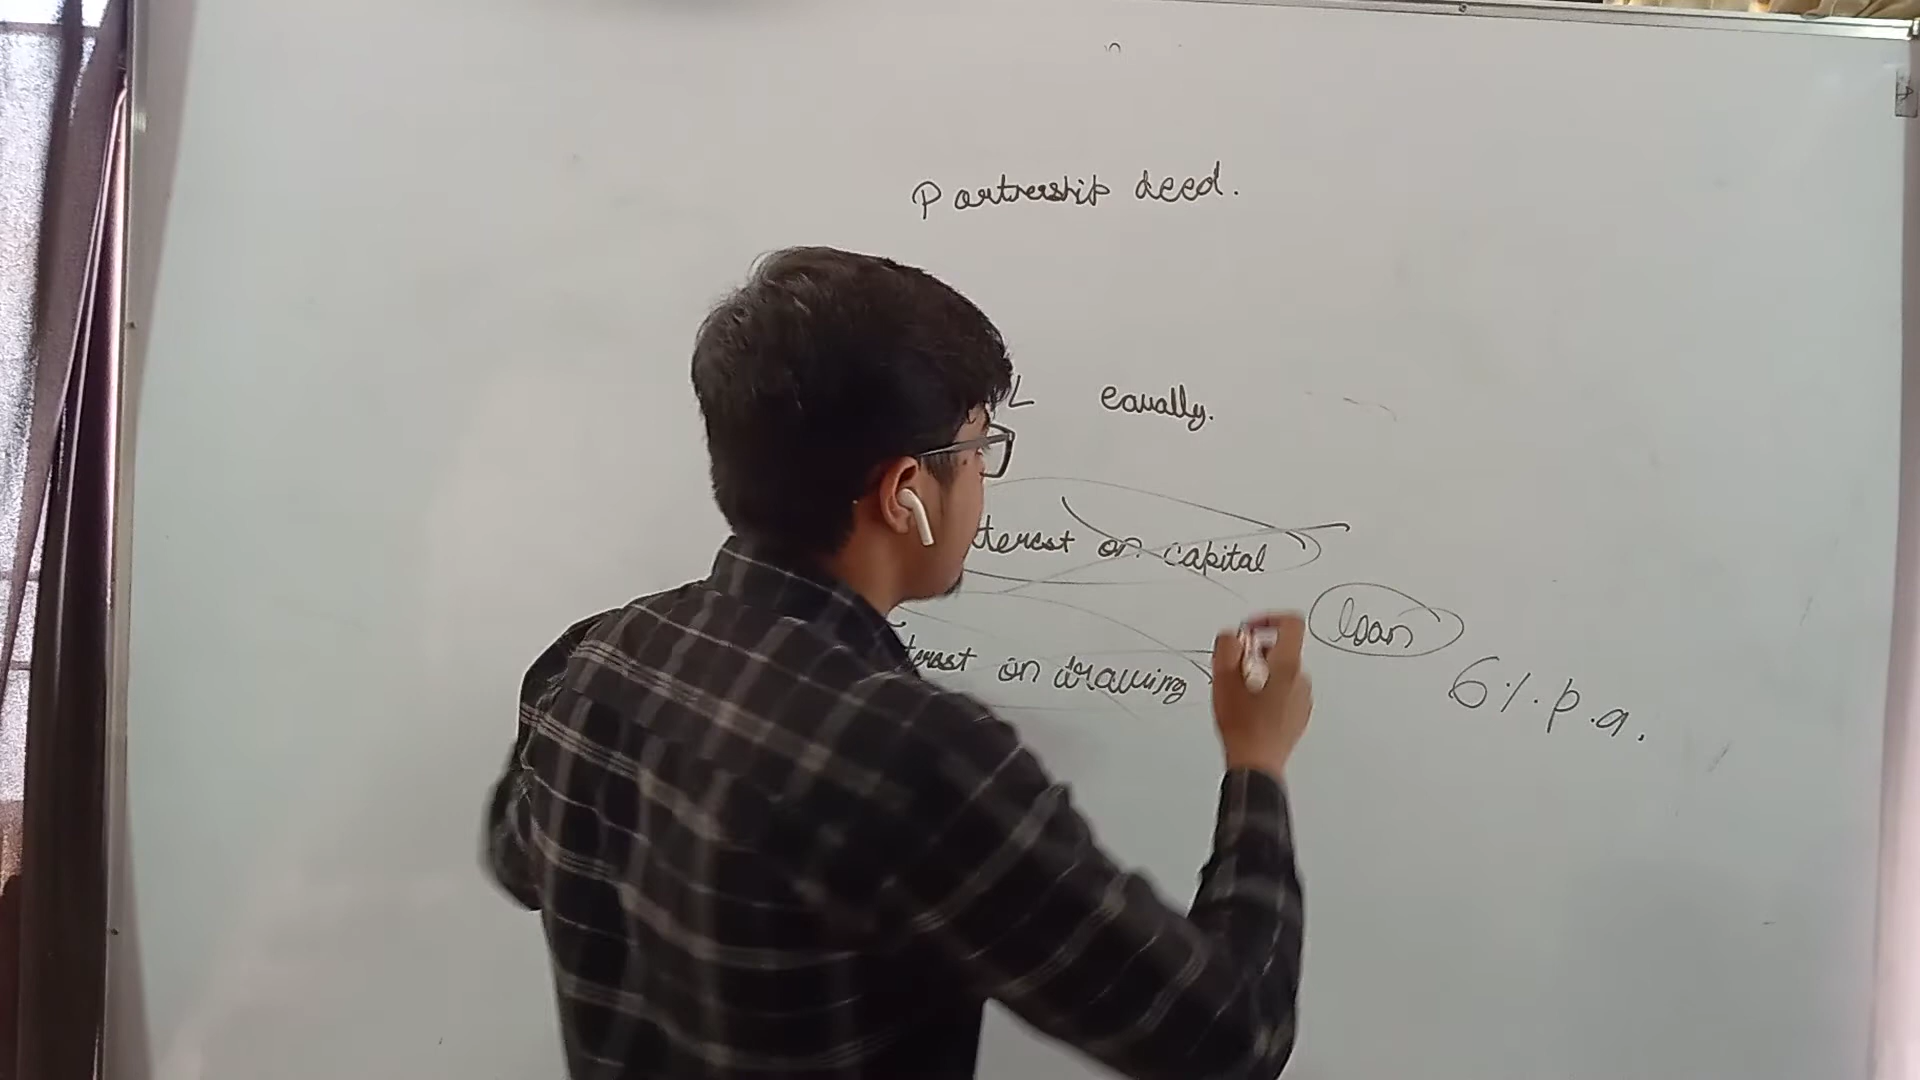 Partnership deed.
L equally.
terest on capital
loan
terest on drawing
6%.p.a.